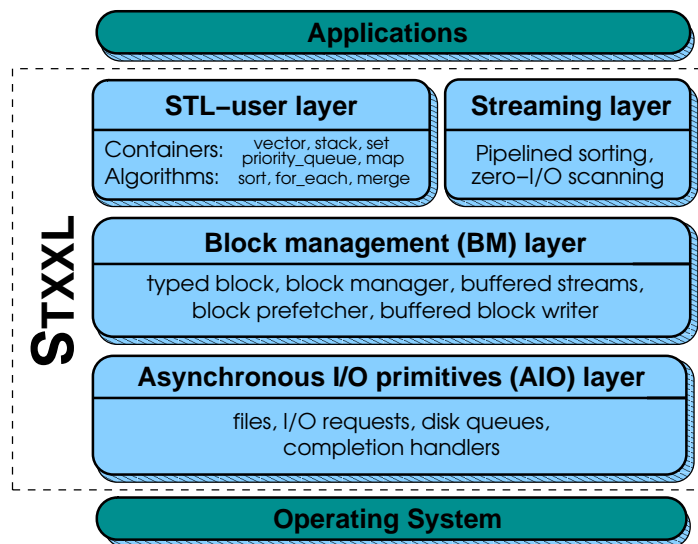 Applications
STXXL
STL–user layer
Containers: vector, stack, set
priority_queue, map
Algorithms: sort, for_each, merge
Streaming layer
Pipelined sorting,
zero–I/O scanning
Block management (BM) layer
typed block, block manager, buffered streams,
block prefetcher, buffered block writer
Asynchronous I/O primitives (AIO) layer
files, I/O requests, disk queues,
completion handlers
Operating System